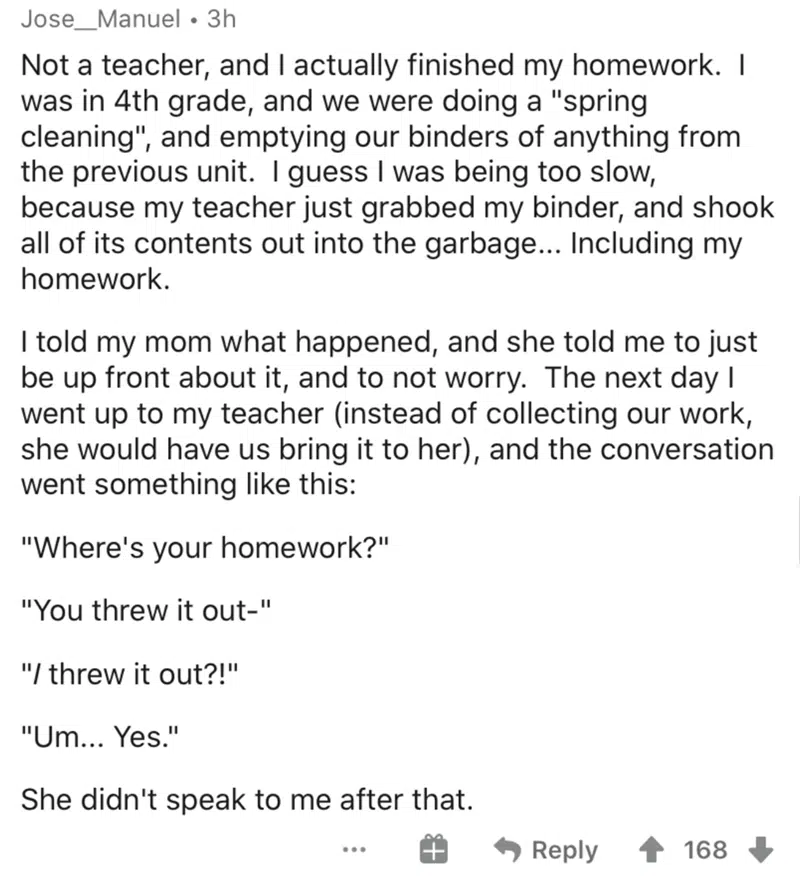 Jose__Manuel • 3h
Not a teacher, and I actually finished my homework. I
was in 4th grade, and we were doing a "spring
cleaning", and emptying our binders of anything from
the previous unit. I guess I was being too slow,
because my teacher just grabbed my binder, and shook
all of its contents out into the garbage... Including my
homework.
I told my mom what happened, and she told me to just
be up front about it, and to not worry. The next day I
went up to my teacher (instead of collecting our work,
she would have us bring it to her), and the conversation
went something like this:
"Where's your homework?"
"You threw it out-"
"I threw it out?!"
"Um... Yes."
She didn't speak to me after that.
... Reply 168